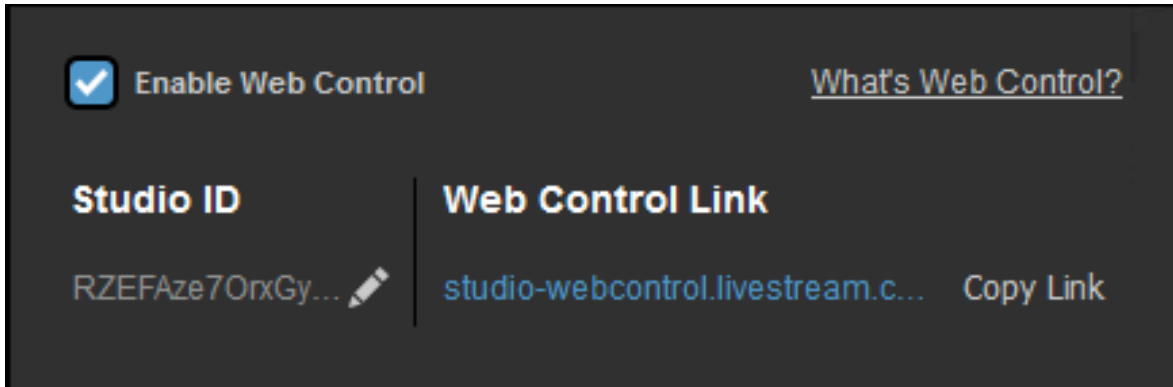 Enable Web Control
What's Web Control?
Studio ID
Web Control Link
RZEFAze7OrxGy...
studio-webcontrol.livestream.c...
Copy Link